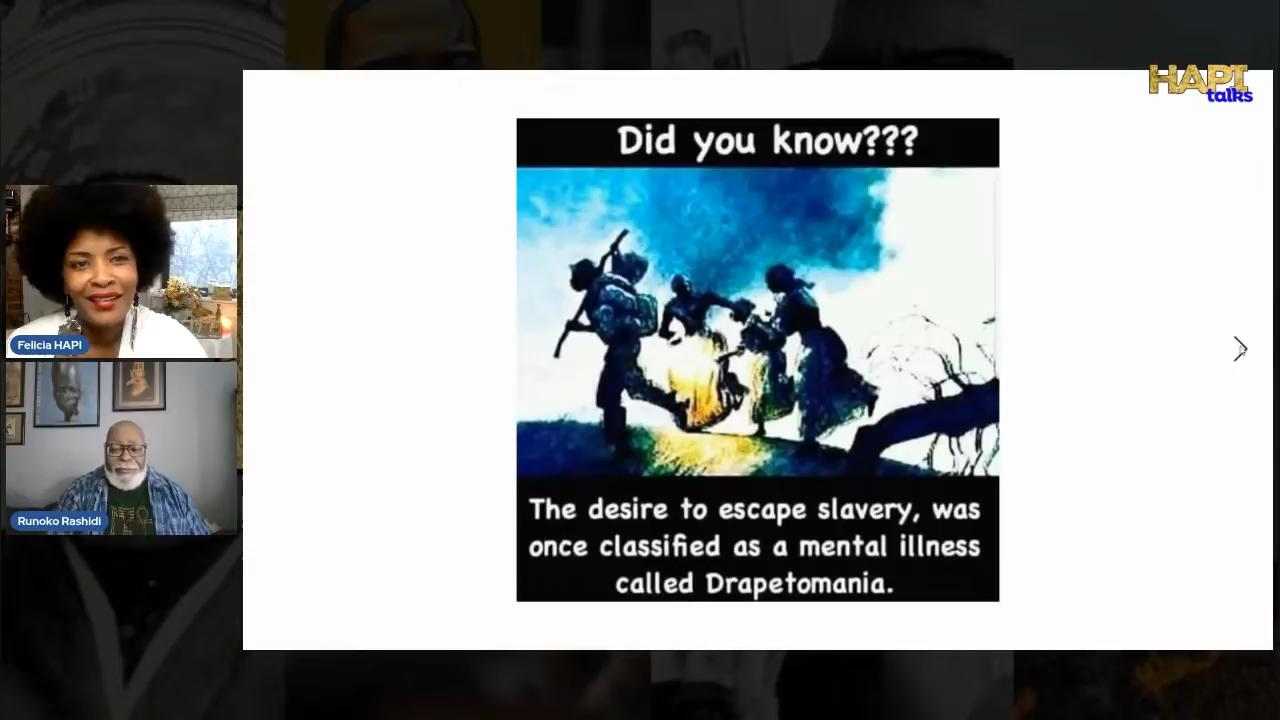 HAPI
talks
Did you know???
Felicia HAPI
Runoko Rashidi
The desire to escape slavery, was
once classified as a mental illness
called Drapetomania.